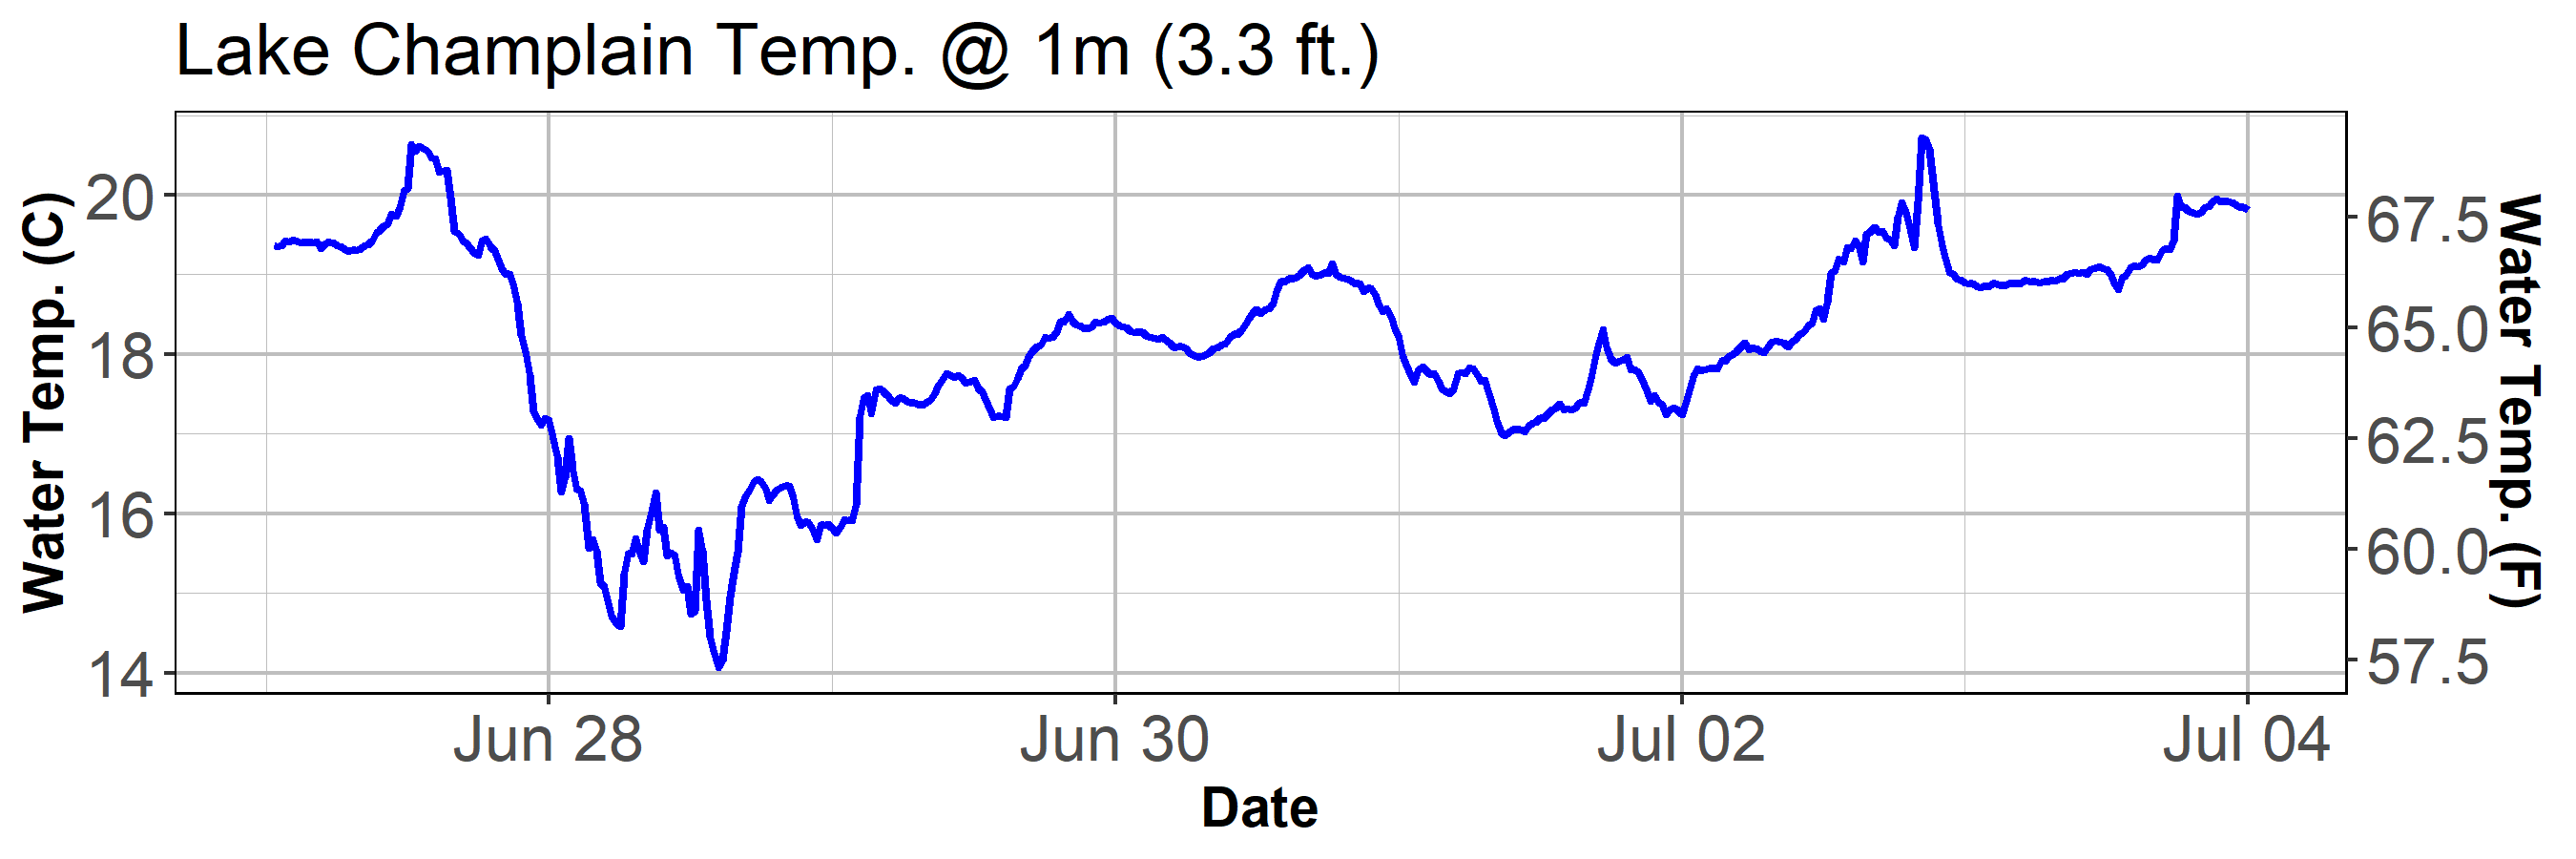 Lake Champlain Temp. @ 1m (3.3 ft.)
Water Temp. (C)
20
18
16
14
67.5
65.0
62.5
60.0
57.5
Water Temp. (F)
Jun 28 Jun 30 Jul 02 Jul 04
Date